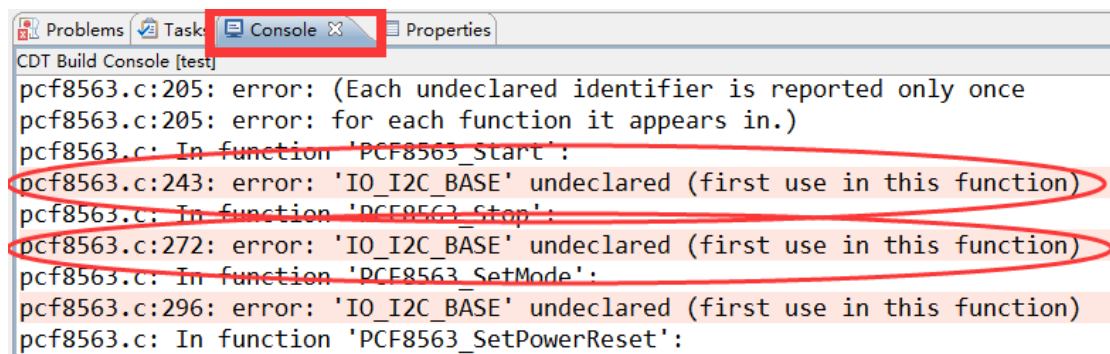 Problems Tasks Console Properties
CDT Build Console [test]
pcf8563.c:205: error: (Each undeclared identifier is reported only once
pcf8563.c:205: error: for each function it appears in.)
pcf8563.c: In function 'PCF8563_Start':
pcf8563.c:243: error: 'IO_I2C_BASE' undeclared (first use in this function)
pcf8563.c: In function 'PCF8563_Stop':
pcf8563.c:272: error: 'IO_I2C_BASE' undeclared (first use in this function)
pcf8563.c: In function 'PCF8563_SetMode':
pcf8563.c:296: error: 'IO_I2C_BASE' undeclared (first use in this function)
pcf8563.c: In function 'PCF8563_SetPowerReset':